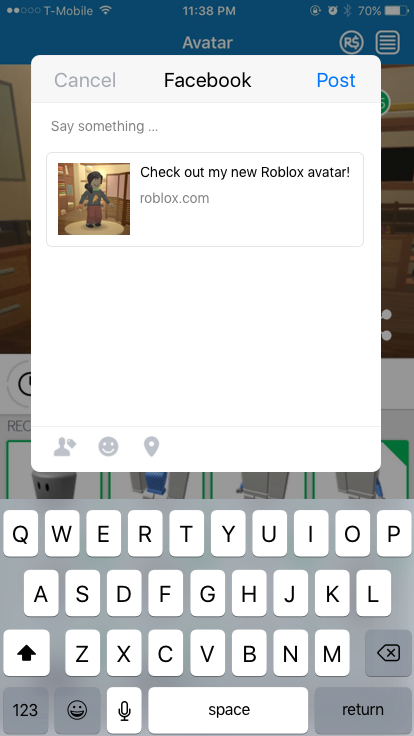 T-Mobile 11:38 PM 70%
Avatar
R$
Cancel Facebook Post
Say something ...
Check out my new Roblox avatar!
roblox.com
REC
Q W E R T Y U I O P
A S D F G H J K L
Z X C V B N M
123 space return